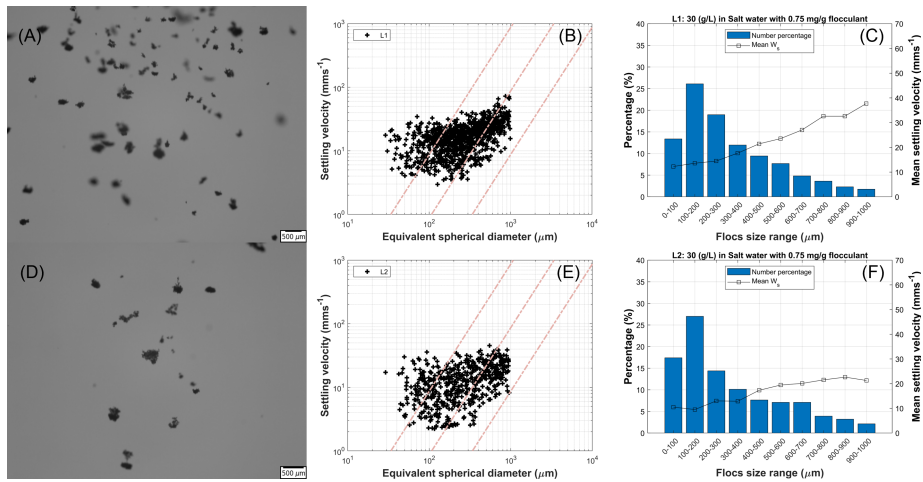 (A)
500 μm
(B)
L1
Settling velocity (mms⁻¹)
10³
10²
10¹
10⁰
10¹ 10² 10³ 10⁴
Equivalent spherical diameter (μm)
L1: 30 (g/L) in Salt water with 0.75 mg/g flocculant
(C)
Number percentage
Mean Wₛ
Percentage (%)
40
35
30
25
20
15
10
5
0
Mean settling velocity (mms⁻¹)
70
60
50
40
30
20
10
0
0-100 100-200 200-300 300-400 400-500 500-600 600-700 700-800 800-900 900-1000
Flocs size range (μm)
(D)
500 μm
(E)
L2
Settling velocity (mms⁻¹)
10³
10²
10¹
10⁰
10¹ 10² 10³ 10⁴
Equivalent spherical diameter (μm)
L2: 30 (g/L) in Salt water with 0.75 mg/g flocculant
(F)
Number percentage
Mean Wₛ
Percentage (%)
40
35
30
25
20
15
10
5
0
Mean settling velocity (mms⁻¹)
70
60
50
40
30
20
10
0
0-100 100-200 200-300 300-400 400-500 500-600 600-700 700-800 800-900 900-1000
Flocs size range (μm)